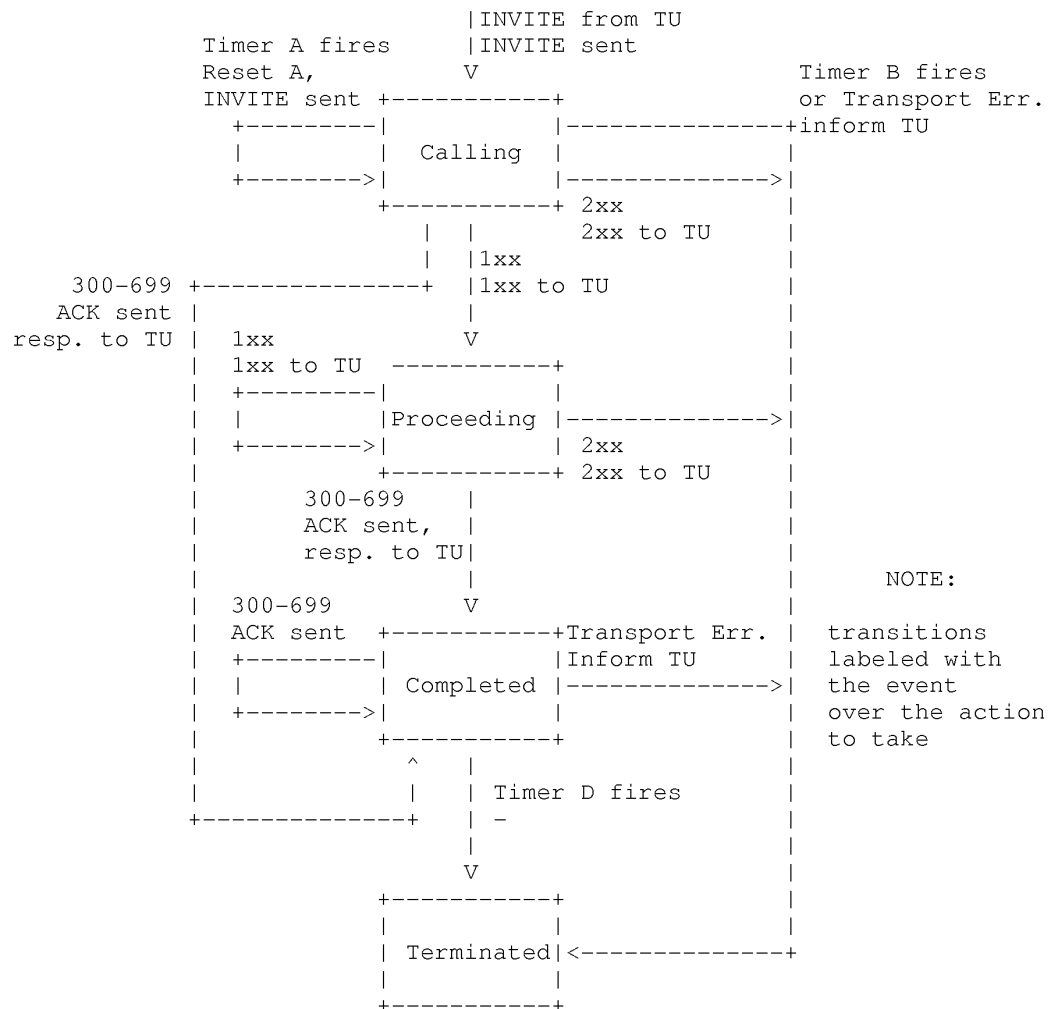 INVITE from TU
Timer A fires INVITE sent
Reset A, V Timer B fires
INVITE sent or Transport Err.
inform TU
Calling
2xx
2xx to TU
1xx
300-699 1xx to TU
ACK sent
resp. to TU 1xx V
1xx to TU
Proceeding
2xx
2xx to TU
300-699
ACK sent,
resp. to TU
NOTE:
300-699 V
ACK sent Transport Err. transitions
Inform TU labeled with
Completed the event
over the action
to take
Timer D fires
-
V
Terminated